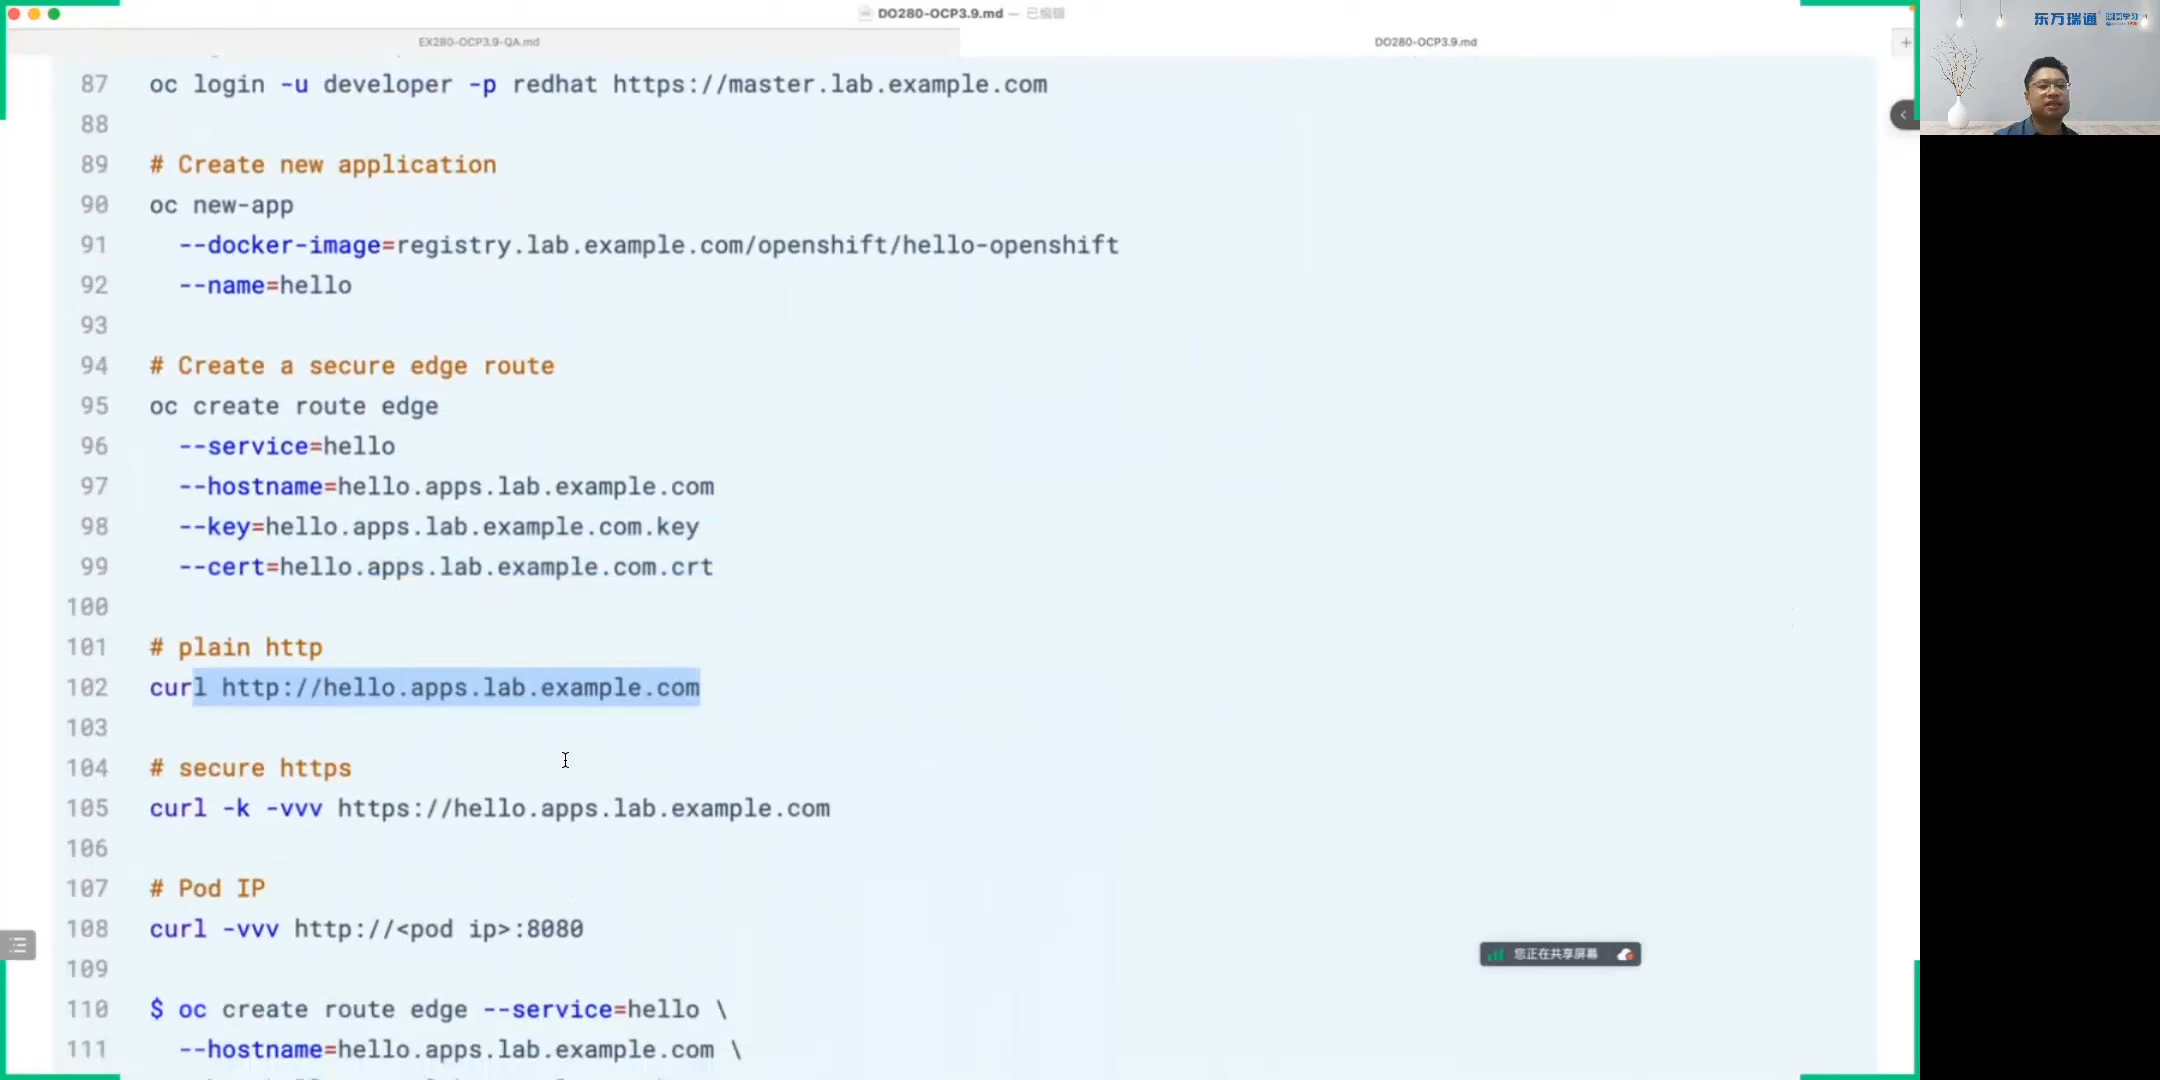 DO280-OCP3.9.md — 已编辑
EX280-OCP3.9-QA.md
DO280-OCP3.9.md
东方瑞通
87 oc login -u developer -p redhat https://master.lab.example.com
88
89 # Create new application
90 oc new-app
91 --docker-image=registry.lab.example.com/openshift/hello-openshift
92 --name=hello
93
94 # Create a secure edge route
95 oc create route edge
96 --service=hello
97 --hostname=hello.apps.lab.example.com
98 --key=hello.apps.lab.example.com.key
99 --cert=hello.apps.lab.example.com.crt
100
101 # plain http
102 curl http://hello.apps.lab.example.com
103
104 # secure https
105 curl -k -vvv https://hello.apps.lab.example.com
106
107 # Pod IP
108 curl -vvv http://<pod ip>:8080
109
您正在共享屏幕
110 $ oc create route edge --service=hello \
111 --hostname=hello.apps.lab.example.com \